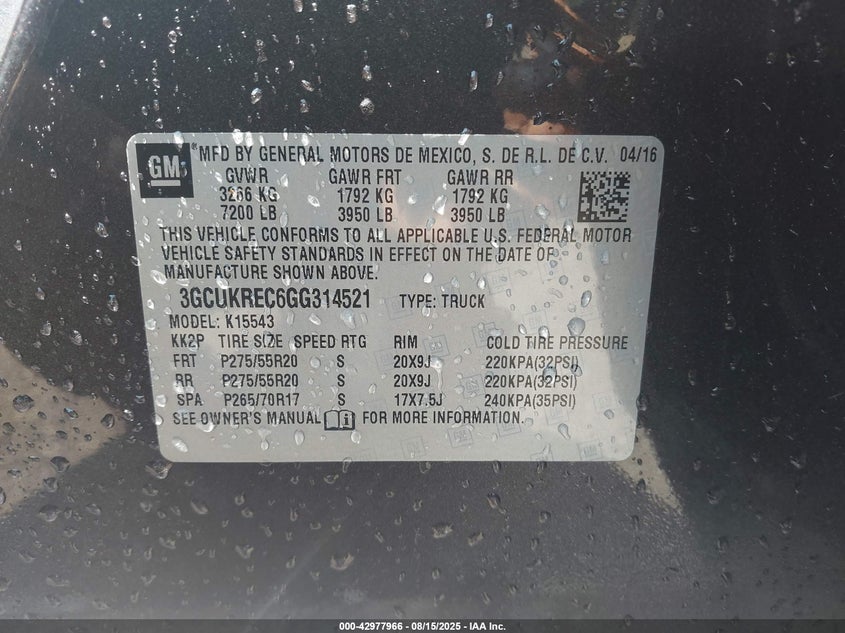 GM ®MFD BY GENERAL MOTORS DE MEXICO, S. DE R.L. DE C.V. 04/16
GVWR GAWR FRT GAWR RR
3266 KG 1792 KG 1792 KG
7200 LB 3950 LB 3950 LB
THIS VEHICLE CONFORMS TO ALL APPLICABLE U.S. FEDERAL MOTOR
VEHICLE SAFETY STANDARDS IN EFFECT ON THE DATE OF
MANUFACTURE SHOWN ABOVE.
3GCUKREC6GG314521 TYPE: TRUCK
MODEL: K15543
KK2P TIRE SIZE SPEED RTG RIM COLD TIRE PRESSURE
FRT P275/55R20 S 20X9J 220KPA(32PSI)
RR P275/55R20 S 20X9J 220KPA(32PSI)
SPA P265/70R17 S 17X7.5J 240KPA(35PSI)
SEE OWNER'S MANUAL FOR MORE INFORMATION.
000-42977966 - 08/15/2025 - IAA Inc.